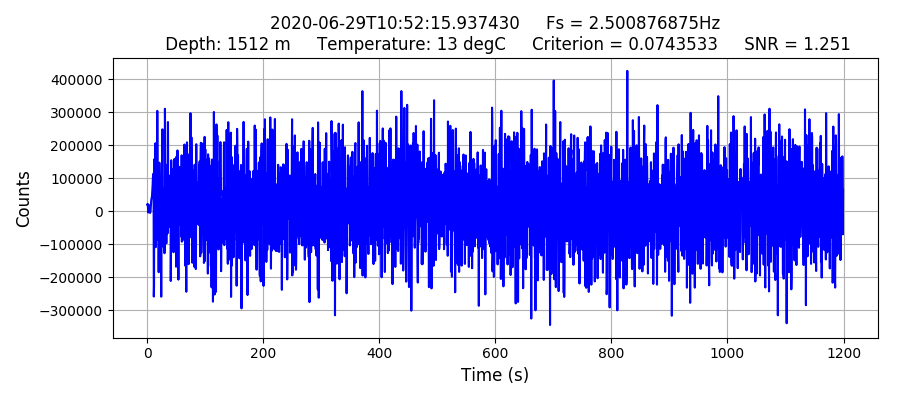 2020-06-29T10:52:15.937430 Fs = 2.500876875Hz
Depth: 1512 m Temperature: 13 degC Criterion = 0.0743533 SNR = 1.251
400000
300000
200000
100000
0
−100000
−200000
−300000
Counts
0 200 400 600 800 1000 1200
Time (s)